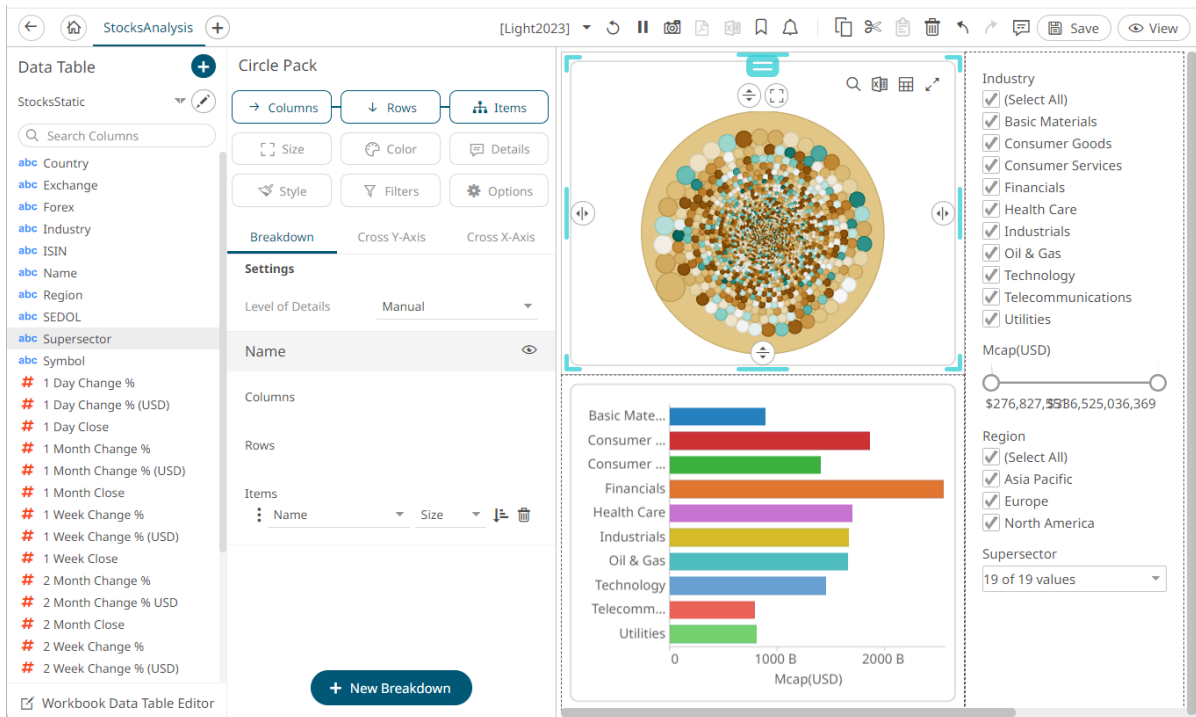 StocksAnalysis
[Light2023]
Save
View
Data Table
StocksStatic
Search Columns
abc Country
abc Exchange
abc Forex
abc Industry
abc ISIN
abc Name
abc Region
abc SEDOL
abc Supersector
abc Symbol
# 1 Day Change %
# 1 Day Change % (USD)
# 1 Day Close
# 1 Month Change %
# 1 Month Change % (USD)
# 1 Month Close
# 1 Week Change %
# 1 Week Change % (USD)
# 1 Week Close
# 2 Month Change %
# 2 Month Change % USD
# 2 Month Close
# 2 Week Change %
# 2 Week Change % (USD)
Workbook Data Table Editor
Circle Pack
Columns
Rows
Items
Size
Color
Details
Style
Filters
Options
Breakdown
Cross Y-Axis
Cross X-Axis
Settings
Level of Details
Manual
Name
Columns
Rows
Items
Name
Size
New Breakdown
Basic Mate...
Consumer ...
Consumer ...
Financials
Health Care
Industrials
Oil & Gas
Technology
Telecomm...
Utilities
0
1000 B
2000 B
Mcap(USD)
Industry
(Select All)
Basic Materials
Consumer Goods
Consumer Services
Financials
Health Care
Industrials
Oil & Gas
Technology
Telecommunications
Utilities
Mcap(USD)
Region
(Select All)
Asia Pacific
Europe
North America
Supersector
19 of 19 values